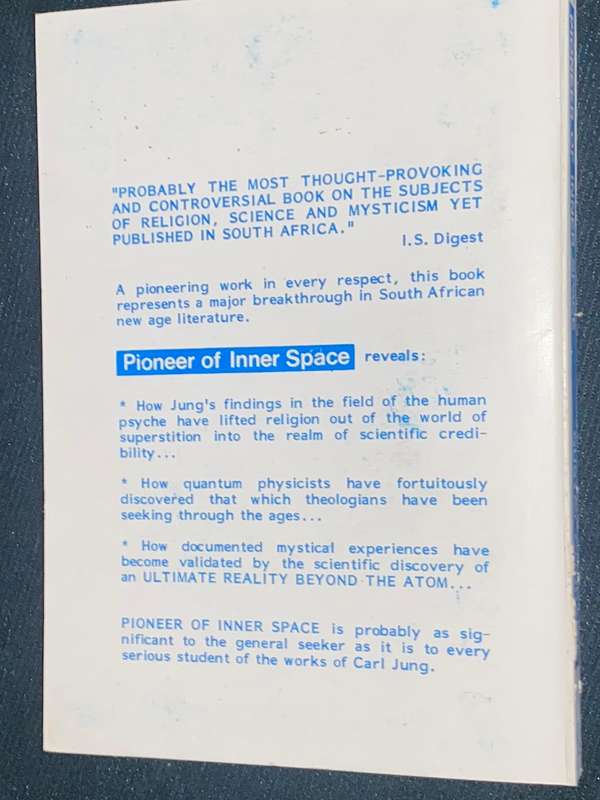 "PROBABLY THE MOST THOUGHT-PROVOKING
AND CONTROVERSIAL BOOK ON THE SUBJECTS
OF RELIGION, SCIENCE AND MYSTICISM YET
PUBLISHED IN SOUTH AFRICA."
I.S. Digest
A pioneering work in every respect, this book
represents a major breakthrough in South African
new age literature.
Pioneer of Inner Space reveals:
* How Jung's findings in the field of the human
psyche have lifted religion out of the world of
superstition into the realm of scientific credi-
bility...
* How quantum physicists have fortuitously
discovered that which theologians have been
seeking through the ages...
* How documented mystical experiences have
become validated by the scientific discovery of
an ULTIMATE REALITY BEYOND THE ATOM...
PIONEER OF INNER SPACE is probably as sig-
nificant to the general seeker as it is to every
serious student of the works of Carl Jung.